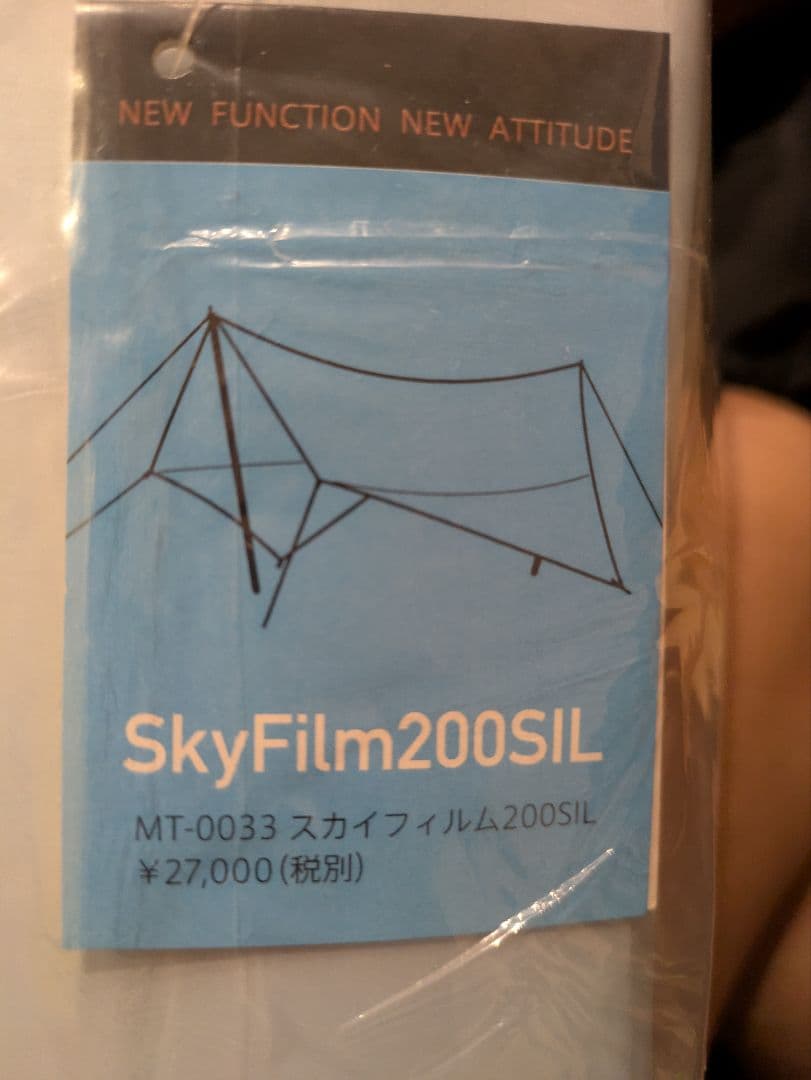 NEW FUNCTION NEW ATTITUDE
SkyFilm200SIL
MT-0033 スカイフィルム200SIL
¥27,000(税別)